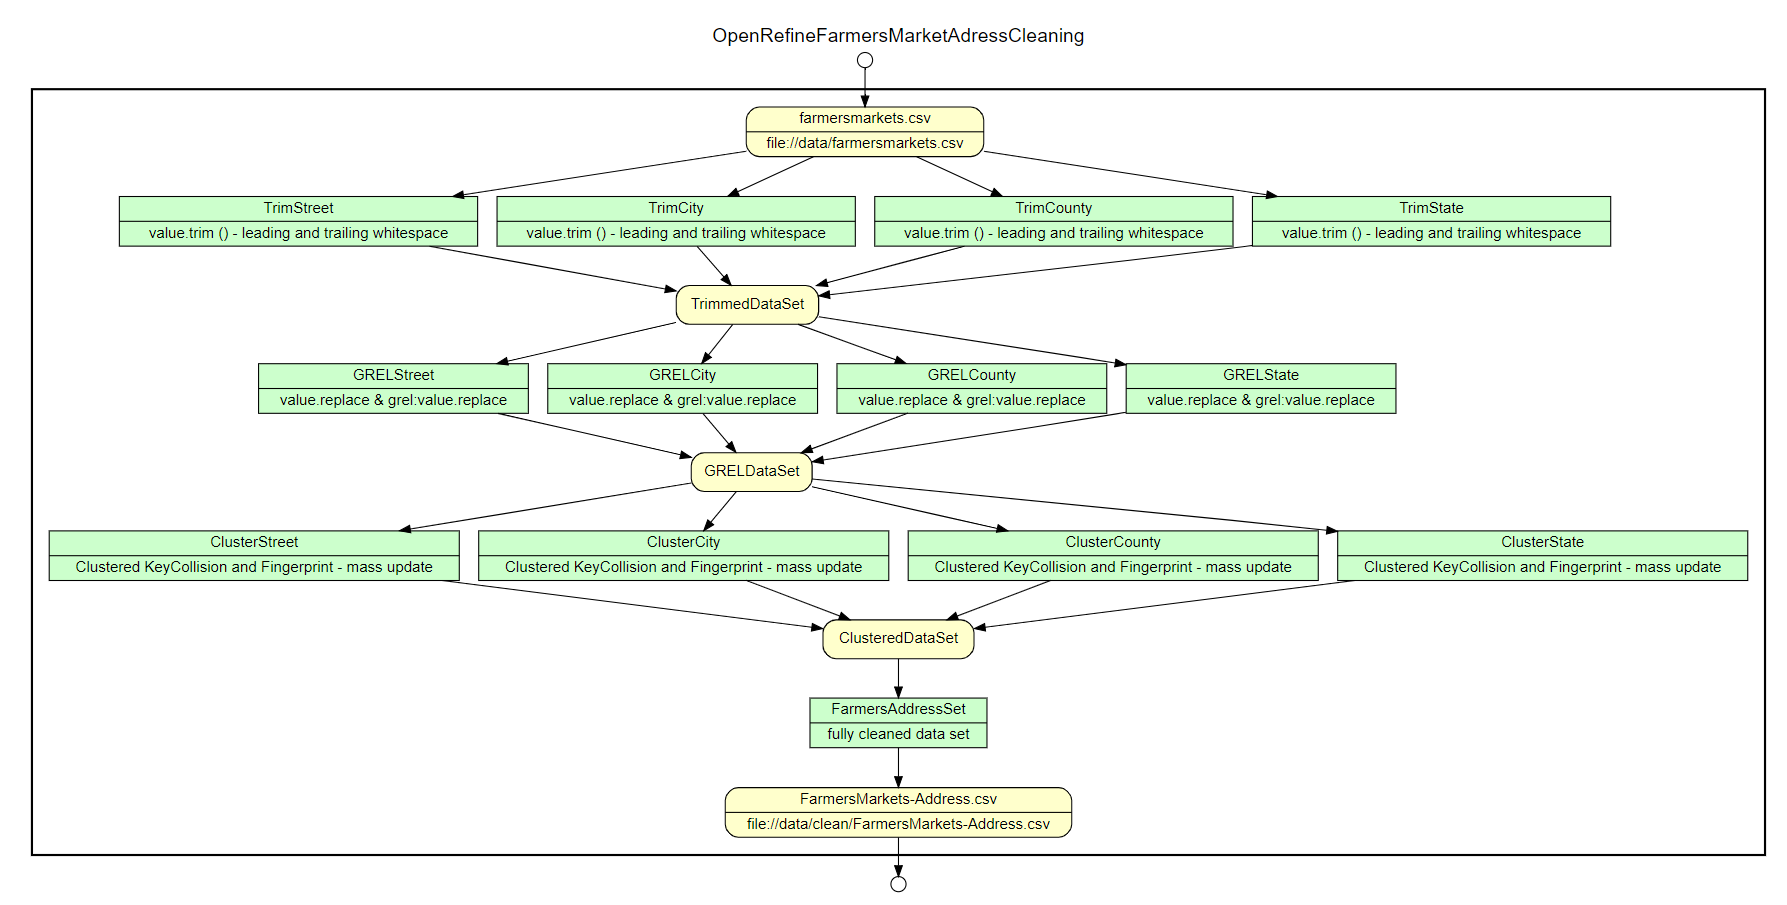 OpenRefineFarmersMarketAdressCleaning
farmersmarkets.csv
file://data/farmersmarkets.csv
TrimStreet
value.trim () - leading and trailing whitespace
TrimCity
value.trim () - leading and trailing whitespace
TrimCounty
value.trim () - leading and trailing whitespace
TrimState
value.trim () - leading and trailing whitespace
TrimmedDataSet
GRELStreet
value.replace & grel:value.replace
GRELCity
value.replace & grel:value.replace
GRELCounty
value.replace & grel:value.replace
GRELState
value.replace & grel:value.replace
GRELDataSet
ClusterStreet
Clustered KeyCollision and Fingerprint - mass update
ClusterCity
Clustered KeyCollision and Fingerprint - mass update
ClusterCounty
Clustered KeyCollision and Fingerprint - mass update
ClusterState
Clustered KeyCollision and Fingerprint - mass update
ClusteredDataSet
FarmersAddressSet
fully cleaned data set
FarmersMarkets-Address.csv
file://data/clean/FarmersMarkets-Address.csv